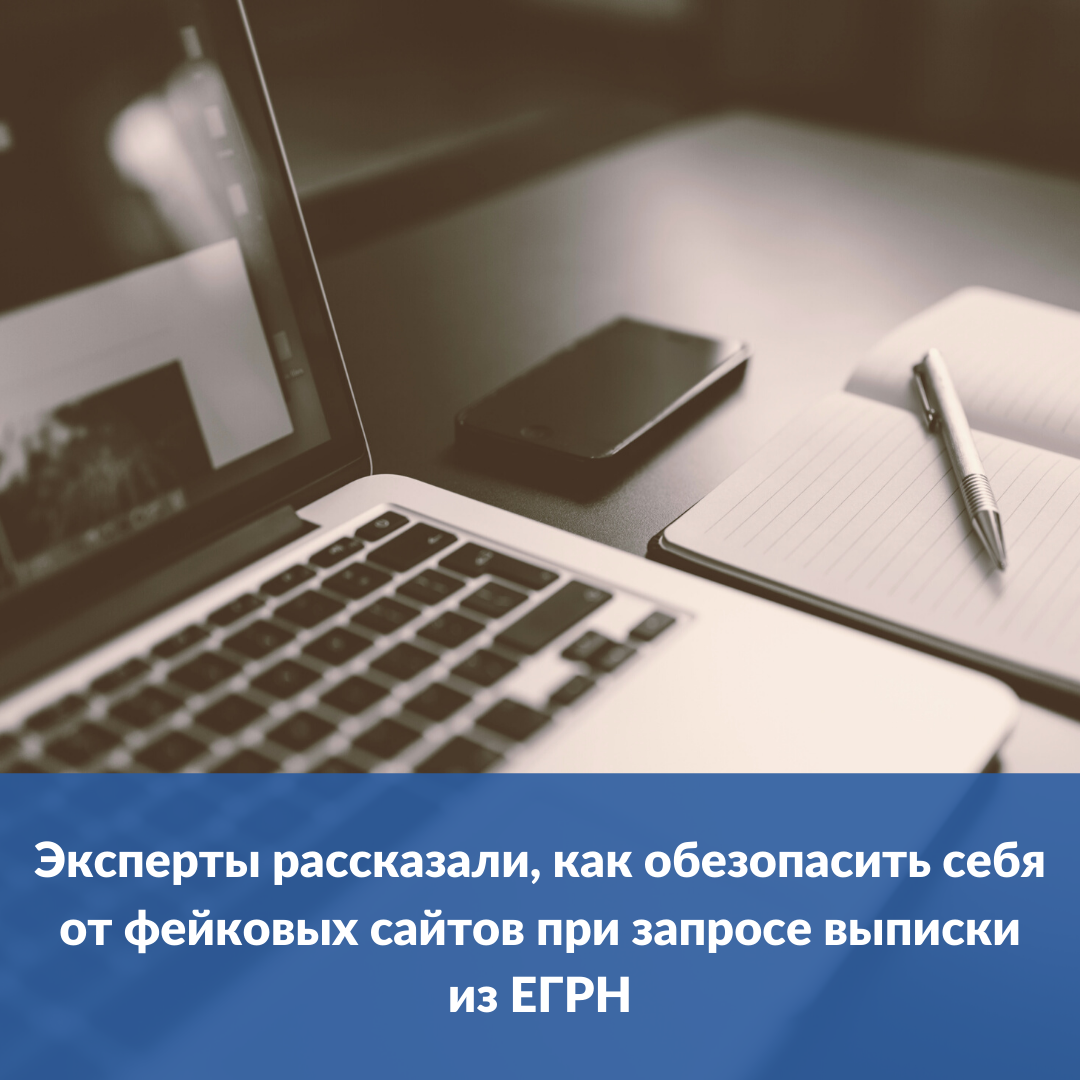 Эксперты рассказали, как обезопасить себя
от фейковых сайтов при запросе выписки
из ЕГРН